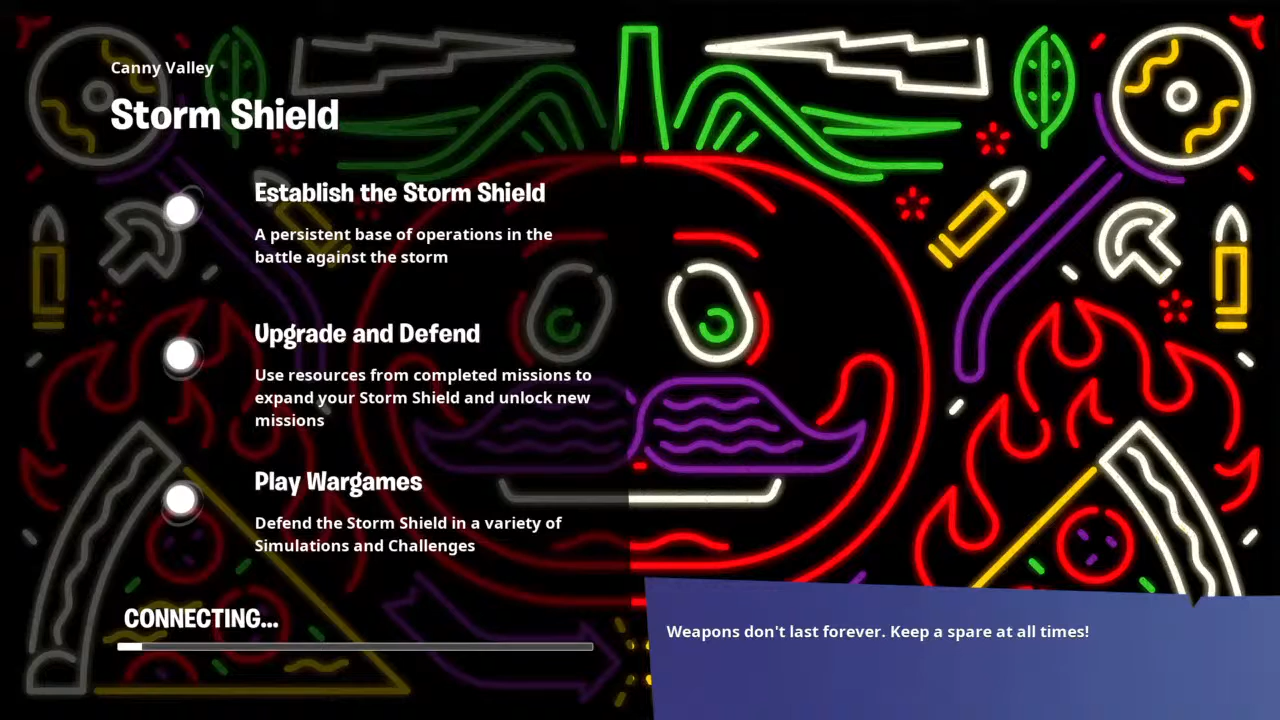 Canny Valley
Storm Shield
Establish the Storm Shield
A persistent base of operations in the
battle against the storm
Upgrade and Defend
Use resources from completed missions to
expand your Storm Shield and unlock new
missions
Play Wargames
Defend the Storm Shield in a variety of
Simulations and Challenges
CONNECTING...
Weapons don't last forever. Keep a spare at all times!